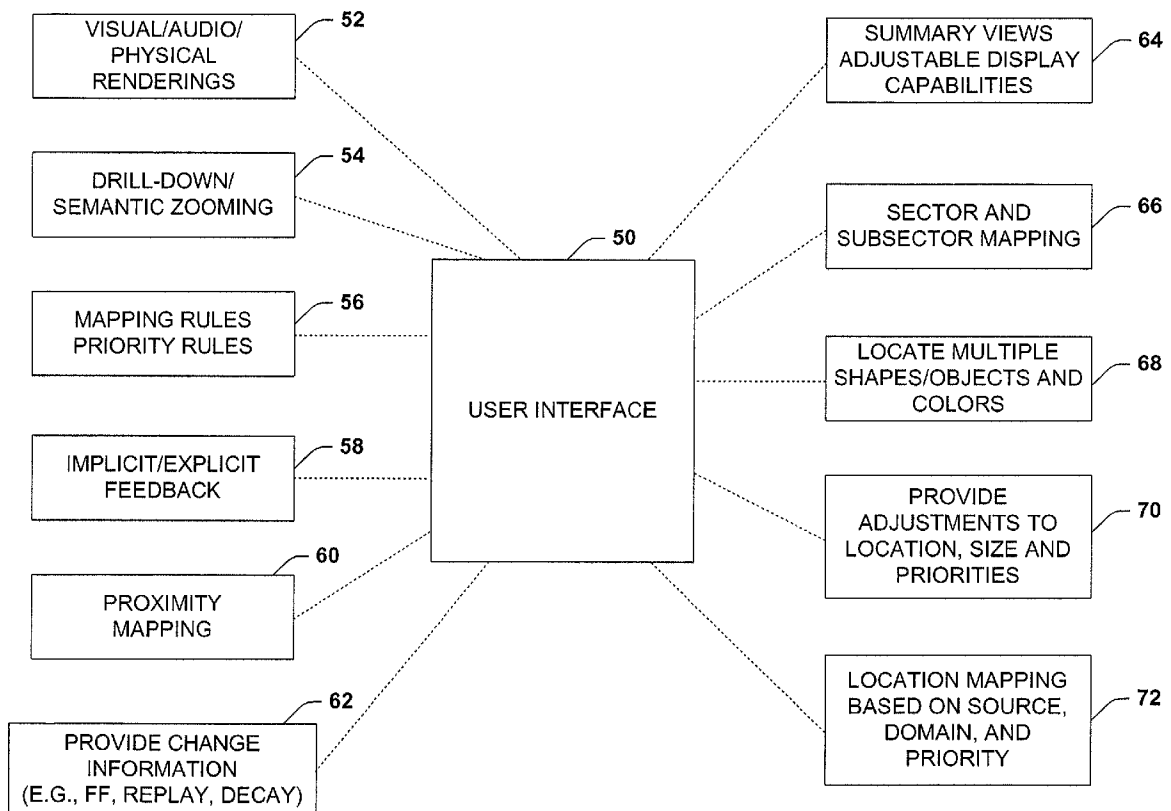 VISUAL/AUDIO/
PHYSICAL
RENDERINGS
52
DRILL-DOWN/
SEMANTIC ZOOMING
54
MAPPING RULES
PRIORITY RULES
56
IMPLICIT/EXPLICIT
FEEDBACK
58
PROXIMITY
MAPPING
60
PROVIDE CHANGE
INFORMATION
(E.G., FF, REPLAY, DECAY)
62
USER INTERFACE
50
SUMMARY VIEWS
ADJUSTABLE DISPLAY
CAPABILITIES
64
SECTOR AND
SUBSECTOR MAPPING
66
LOCATE MULTIPLE
SHAPES/OBJECTS AND
COLORS
68
PROVIDE
ADJUSTMENTS TO
LOCATION, SIZE AND
PRIORITIES
70
LOCATION MAPPING
BASED ON SOURCE,
DOMAIN, AND
PRIORITY
72